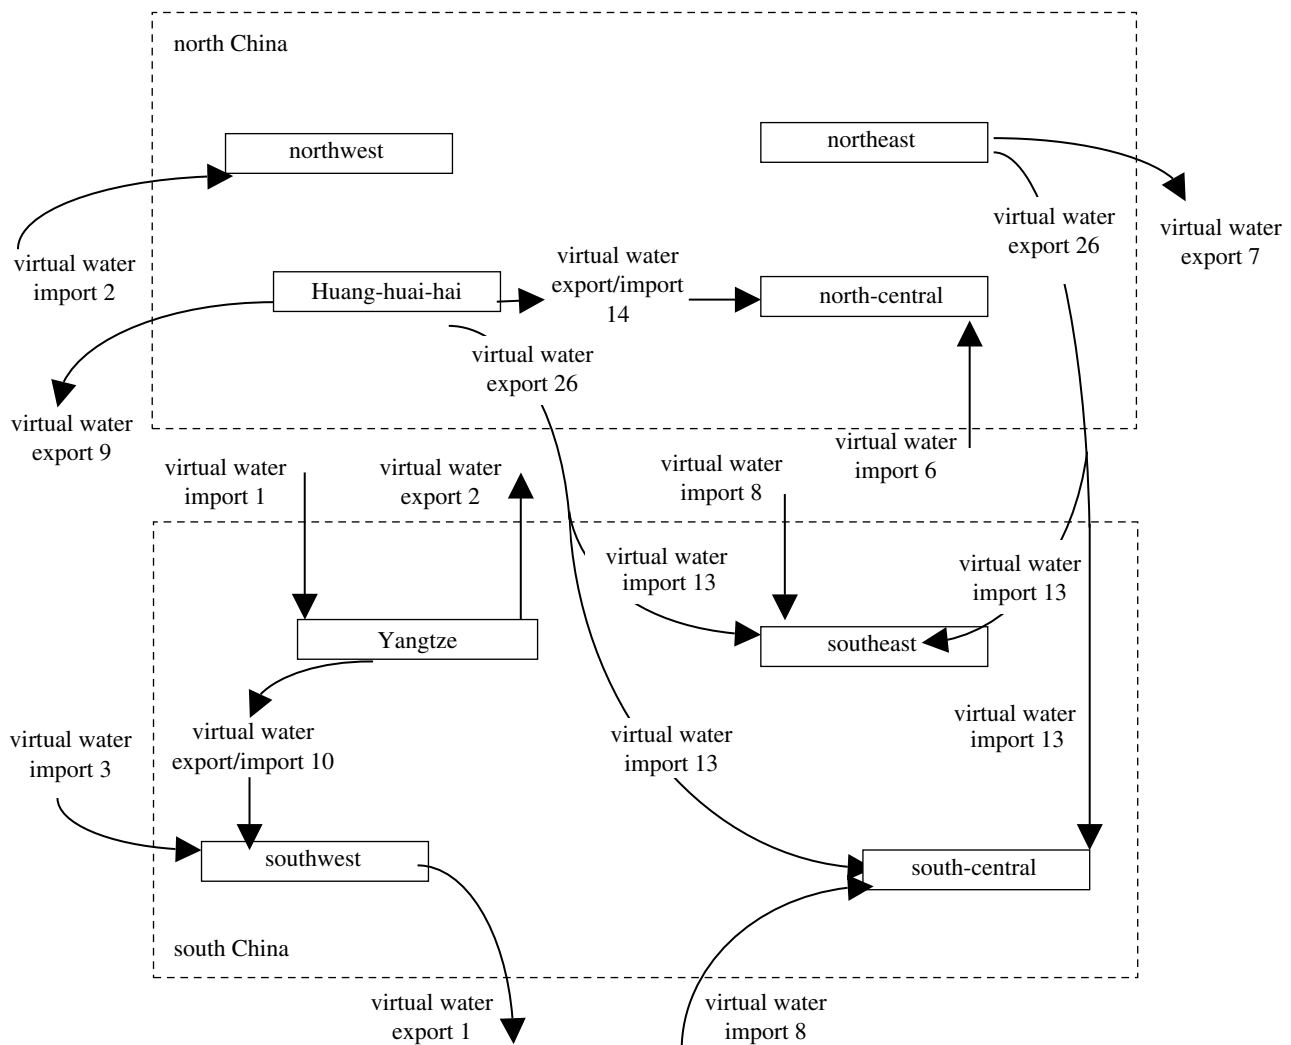 north China
northwest
northeast
virtual water
import 2
virtual water
export 26
virtual water
export 7
Huang-huai-hai
virtual water
export/import
14
north-central
virtual water
export 26
virtual water
export 9
virtual water
import 6
virtual water
import 1
virtual water
export 2
virtual water
import 8
virtual water
import 13
virtual water
import 13
Yangtze
southeast
virtual water
export/import 10
virtual water
import 3
virtual water
import 13
virtual water
import 13
southwest
south-central
south China
virtual water
export 1
virtual water
import 8